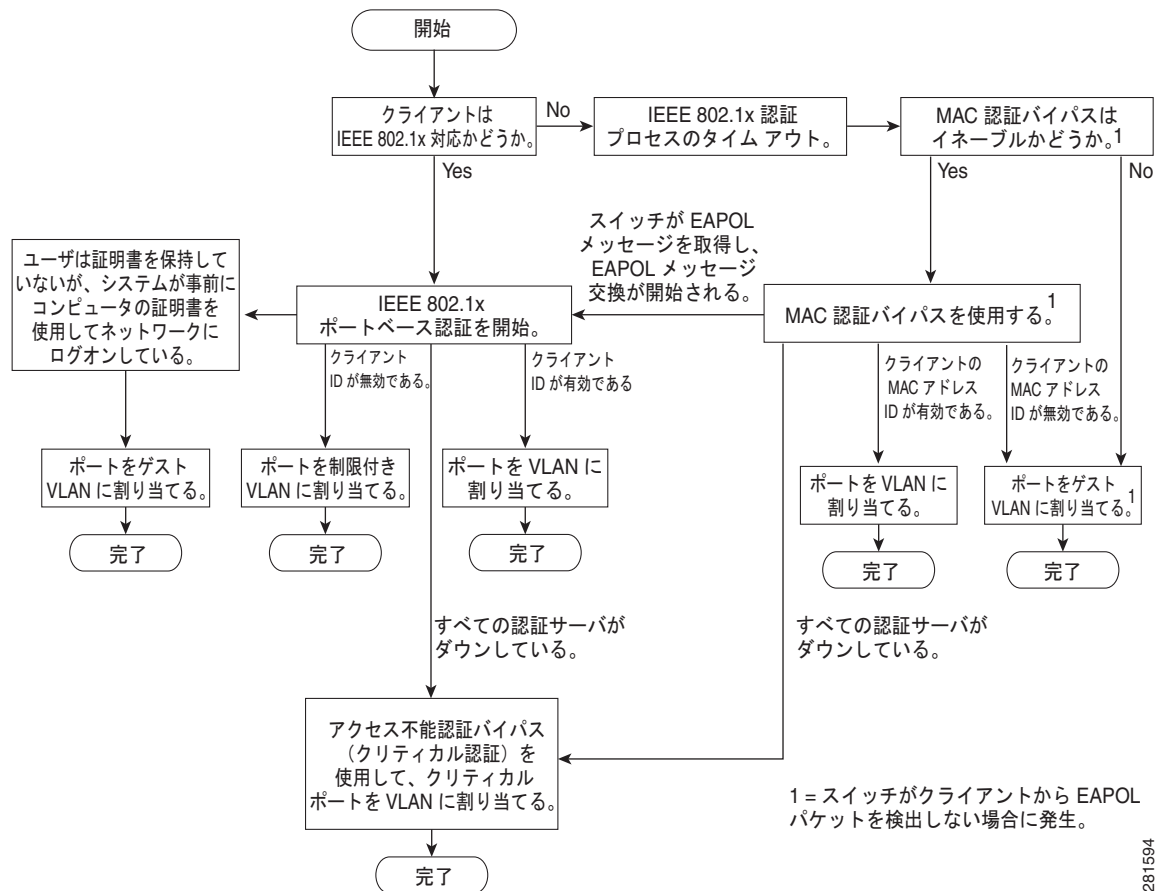 開始
クライアントは
IEEE 802.1x 対応かどうか。
No
IEEE 802.1x 認証
プロセスのタイム アウト。
MAC 認証バイパスは
イネーブルかどうか。1
Yes
Yes
No
スイッチが EAPOL
メッセージを取得し、
EAPOL メッセージ
交換が開始される。
ユーザは証明書を保持して
いないが、システムが事前に
コンピュータの証明書を
使用してネットワークに
ログオンしている。
IEEE 802.1x
ポートベース認証を開始。
MAC 認証バイパスを使用する。1
クライアント
ID が無効である。
クライアント
ID が有効である
クライアントの
MAC アドレス
ID が有効である。
クライアントの
MAC アドレス
ID が無効である。
ポートをゲスト
VLAN に割り当てる。
ポートを制限付き
VLAN に割り当てる。
ポートを VLAN に
割り当てる。
ポートを VLAN に
割り当てる。
ポートをゲスト
VLAN に割り当てる。1
完了
完了
完了
完了
完了
すべての認証サーバが
ダウンしている。
すべての認証サーバが
ダウンしている。
アクセス不能認証バイパス
（クリティカル認証）を
使用して、クリティカル
ポートを VLAN に割り当てる。
1 = スイッチがクライアントから EAPOL
パケットを検出しない場合に発生。
完了
281594